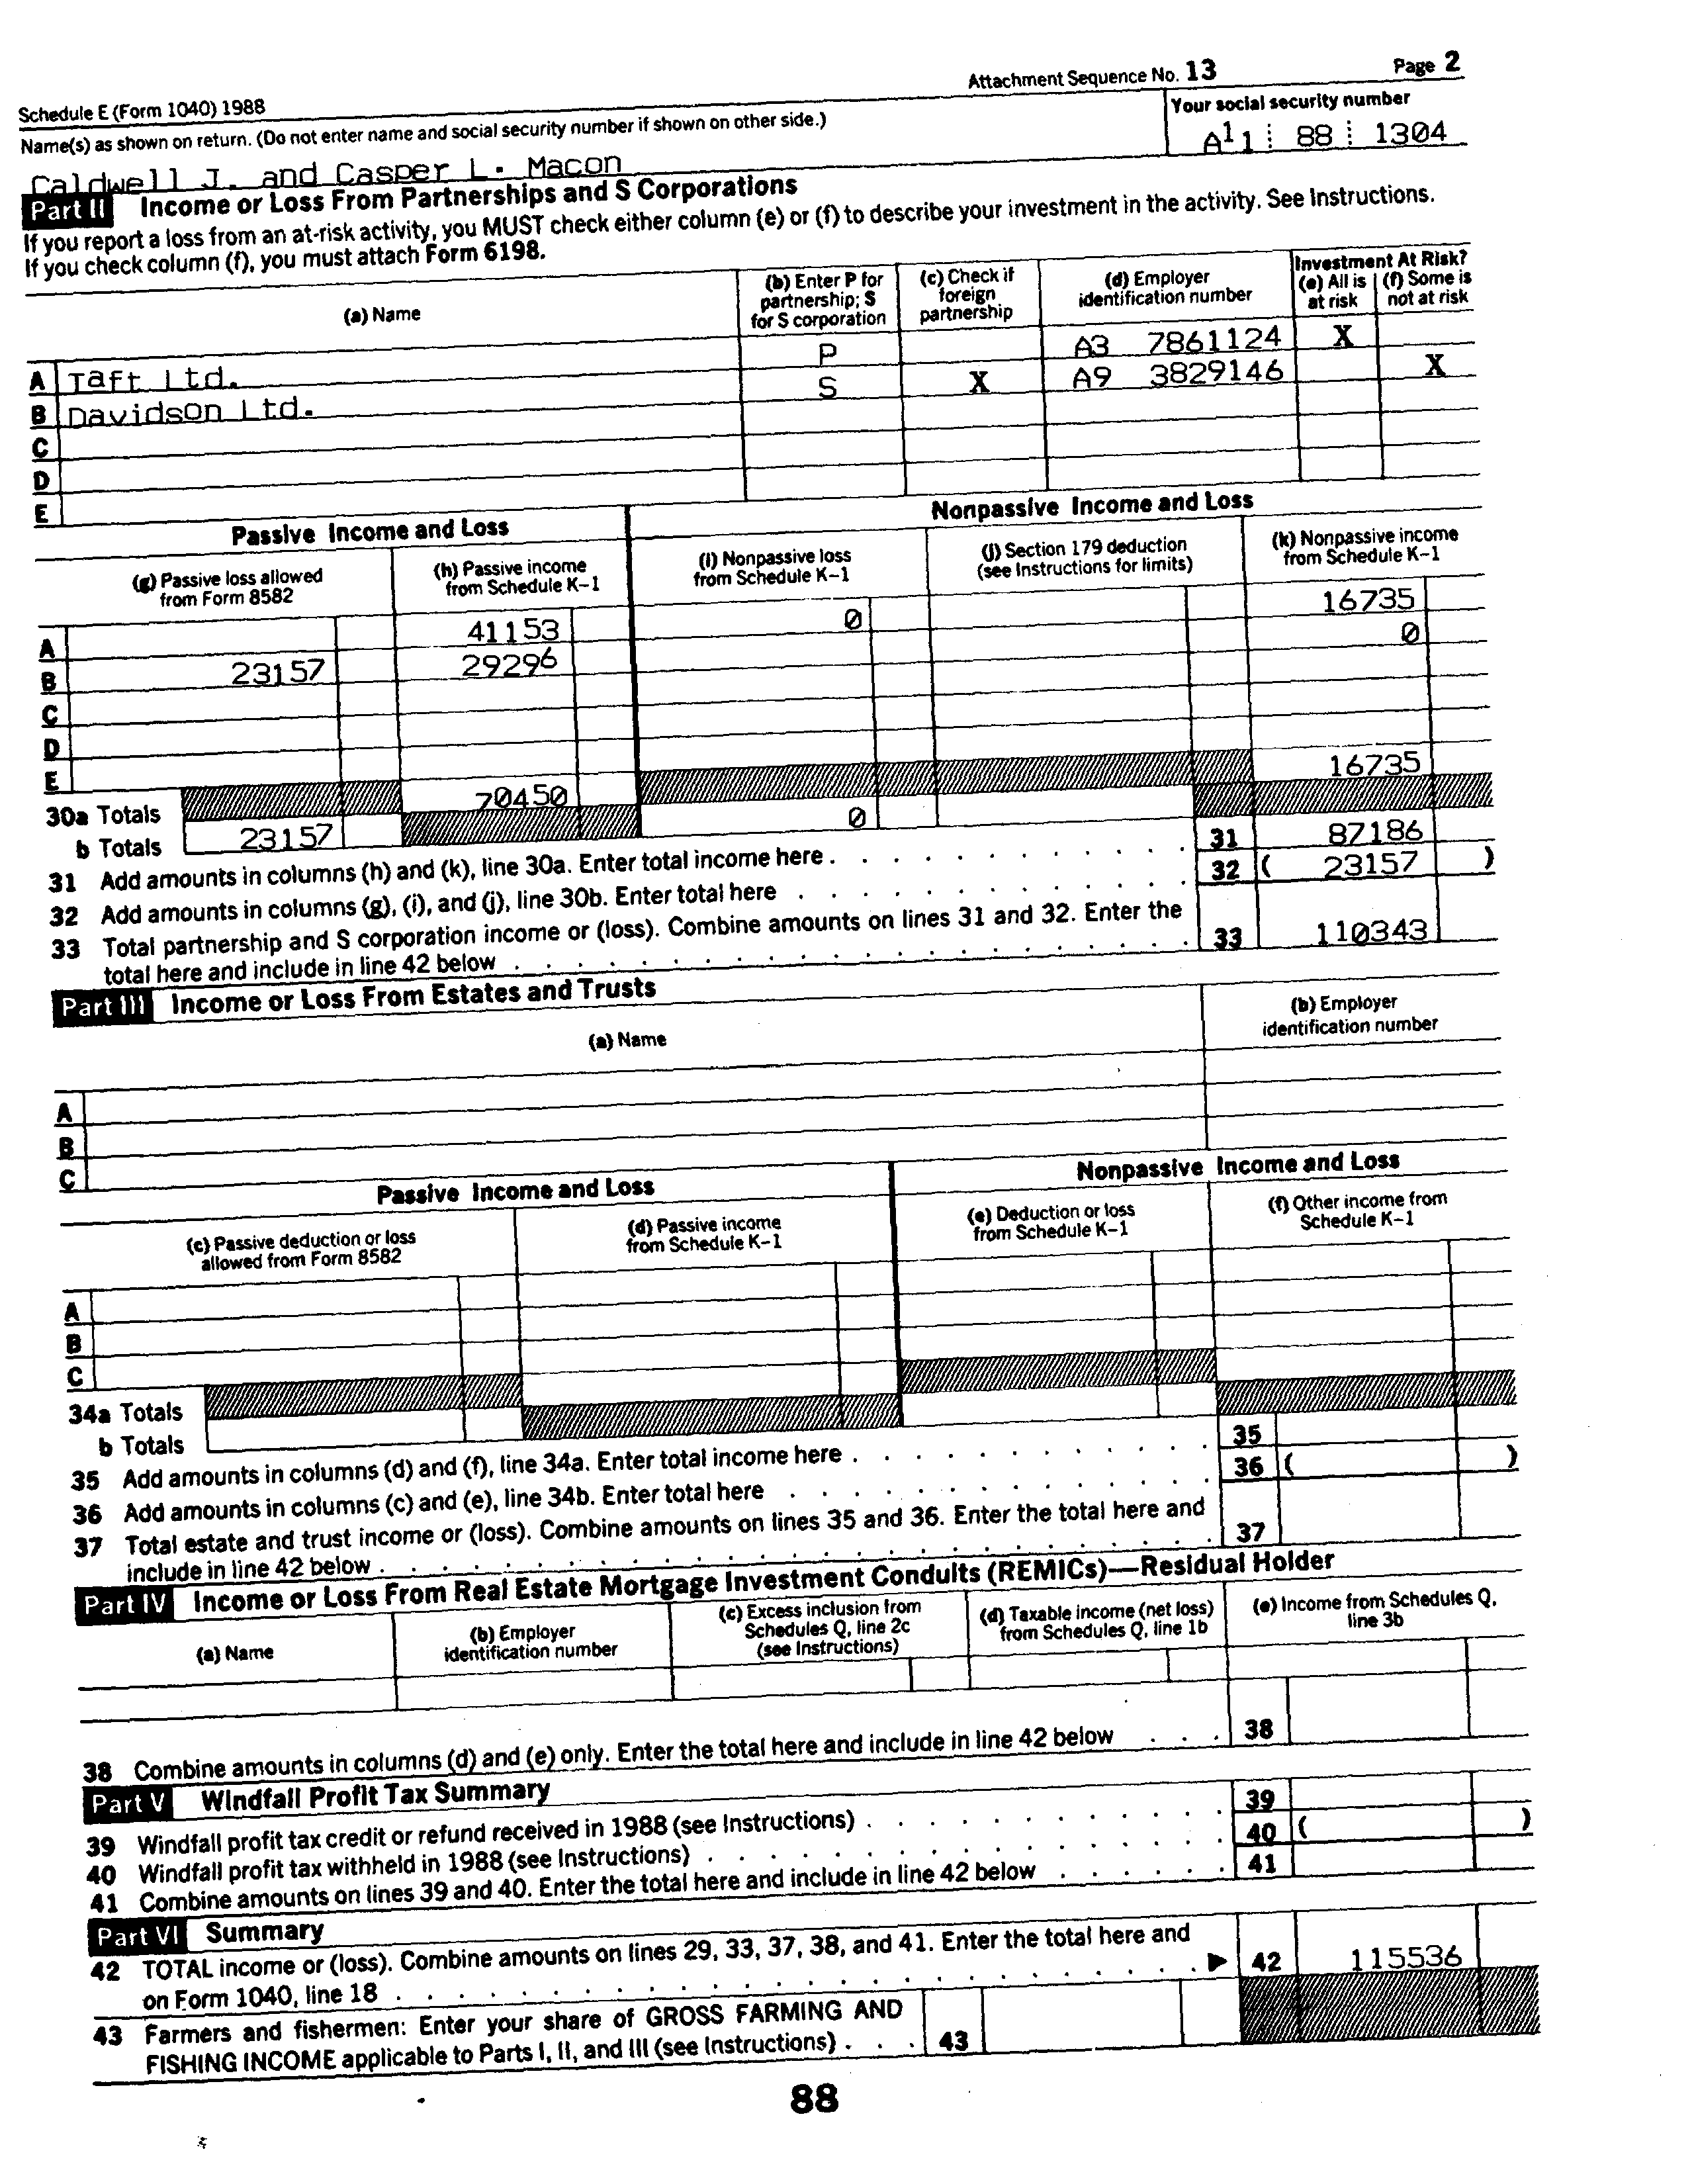 Schedule E (Form 1040) 1988 Attachment Sequence No. 13 Page 2
Name(s) as shown on return. (Do not enter name and social security number if shown on other side.) Your social security number
Caldwell J. and Casper L. Macon A11 88 1304
Part II Income or Loss From Partnerships and S Corporations
If you report a loss from an at-risk activity, you MUST check either column (e) or (f) to describe your investment in the activity. See Instructions.
If you check column (f), you must attach Form 6198.
(a) Name (b) Enter P for partnership; S for S corporation (c) Check if foreign partnership (d) Employer identification number Investment At Risk? (e) All is at risk (f) Some is not at risk
A Taft Ltd. P A3 7861124 X
B Davidson Ltd. S X A9 3829146 X
C
D
E
Passive Income and Loss Nonpassive Income and Loss
(g) Passive loss allowed from Form 8582 (h) Passive income from Schedule K-1 (i) Nonpassive loss from Schedule K-1 (j) Section 179 deduction (see Instructions for limits) (k) Nonpassive income from Schedule K-1
A 41153 0 16735
B 23157 29296 0
C
D
E
30a Totals 70450 16735
b Totals 23157 0
31 Add amounts in columns (h) and (k), line 30a. Enter total income here . . . . . . . . . . . 31 87186
32 Add amounts in columns (g), (i), and (j), line 30b. Enter total here . . . . . . . . . . . . 32 ( 23157 )
33 Total partnership and S corporation income or (loss). Combine amounts on lines 31 and 32. Enter the
total here and include in line 42 below . . . . . . . . . . . . . . . . . . . . . 33 110343
Part III Income or Loss From Estates and Trusts
(a) Name (b) Employer identification number
A
B
C
Passive Income and Loss Nonpassive Income and Loss
(c) Passive deduction or loss allowed from Form 8582 (d) Passive income from Schedule K-1 (e) Deduction or loss from Schedule K-1 (f) Other income from Schedule K-1
A
B
C
34a Totals
b Totals
35 Add amounts in columns (d) and (f), line 34a. Enter total income here . . . . . . . . . . . 35
36 Add amounts in columns (c) and (e), line 34b. Enter total here . . . . . . . . . . . . . 36 ( )
37 Total estate and trust income or (loss). Combine amounts on lines 35 and 36. Enter the total here and
include in line 42 below . . . . . . . . . . . . . . . . . . . . . . . . . 37
Part IV Income or Loss From Real Estate Mortgage Investment Conduits (REMICs)—Residual Holder
(a) Name (b) Employer identification number (c) Excess inclusion from Schedules Q, line 2c (see Instructions) (d) Taxable income (net loss) from Schedules Q, line 1b (e) Income from Schedules Q, line 3b
38 Combine amounts in columns (d) and (e) only. Enter the total here and include in line 42 below . . . 38
Part V Windfall Profit Tax Summary
39 Windfall profit tax credit or refund received in 1988 (see Instructions) . . . . . . . . . . . 39
40 Windfall profit tax withheld in 1988 (see Instructions) . . . . . . . . . . . . . . . . 40 ( )
41 Combine amounts on lines 39 and 40. Enter the total here and include in line 42 below . . . . . . 41
Part VI Summary
42 TOTAL income or (loss). Combine amounts on lines 29, 33, 37, 38, and 41. Enter the total here and
on Form 1040, line 18 . . . . . . . . . . . . . . . . . . . . . ▶ 42 115536
43 Farmers and fishermen: Enter your share of GROSS FARMING AND
FISHING INCOME applicable to Parts I, II, and III (see Instructions) . . . 43
88